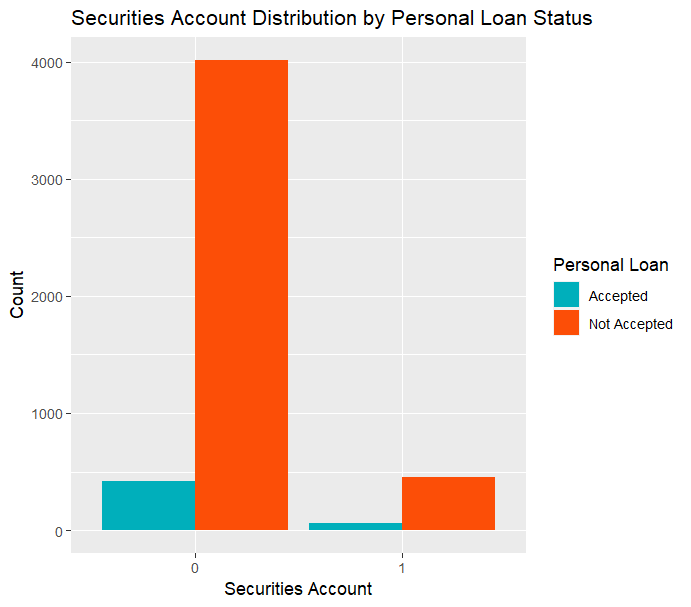 Securities Account Distribution by Personal Loan Status
4000
3000
2000
1000
0
Count
0
1
Securities Account
Personal Loan
Accepted
Not Accepted